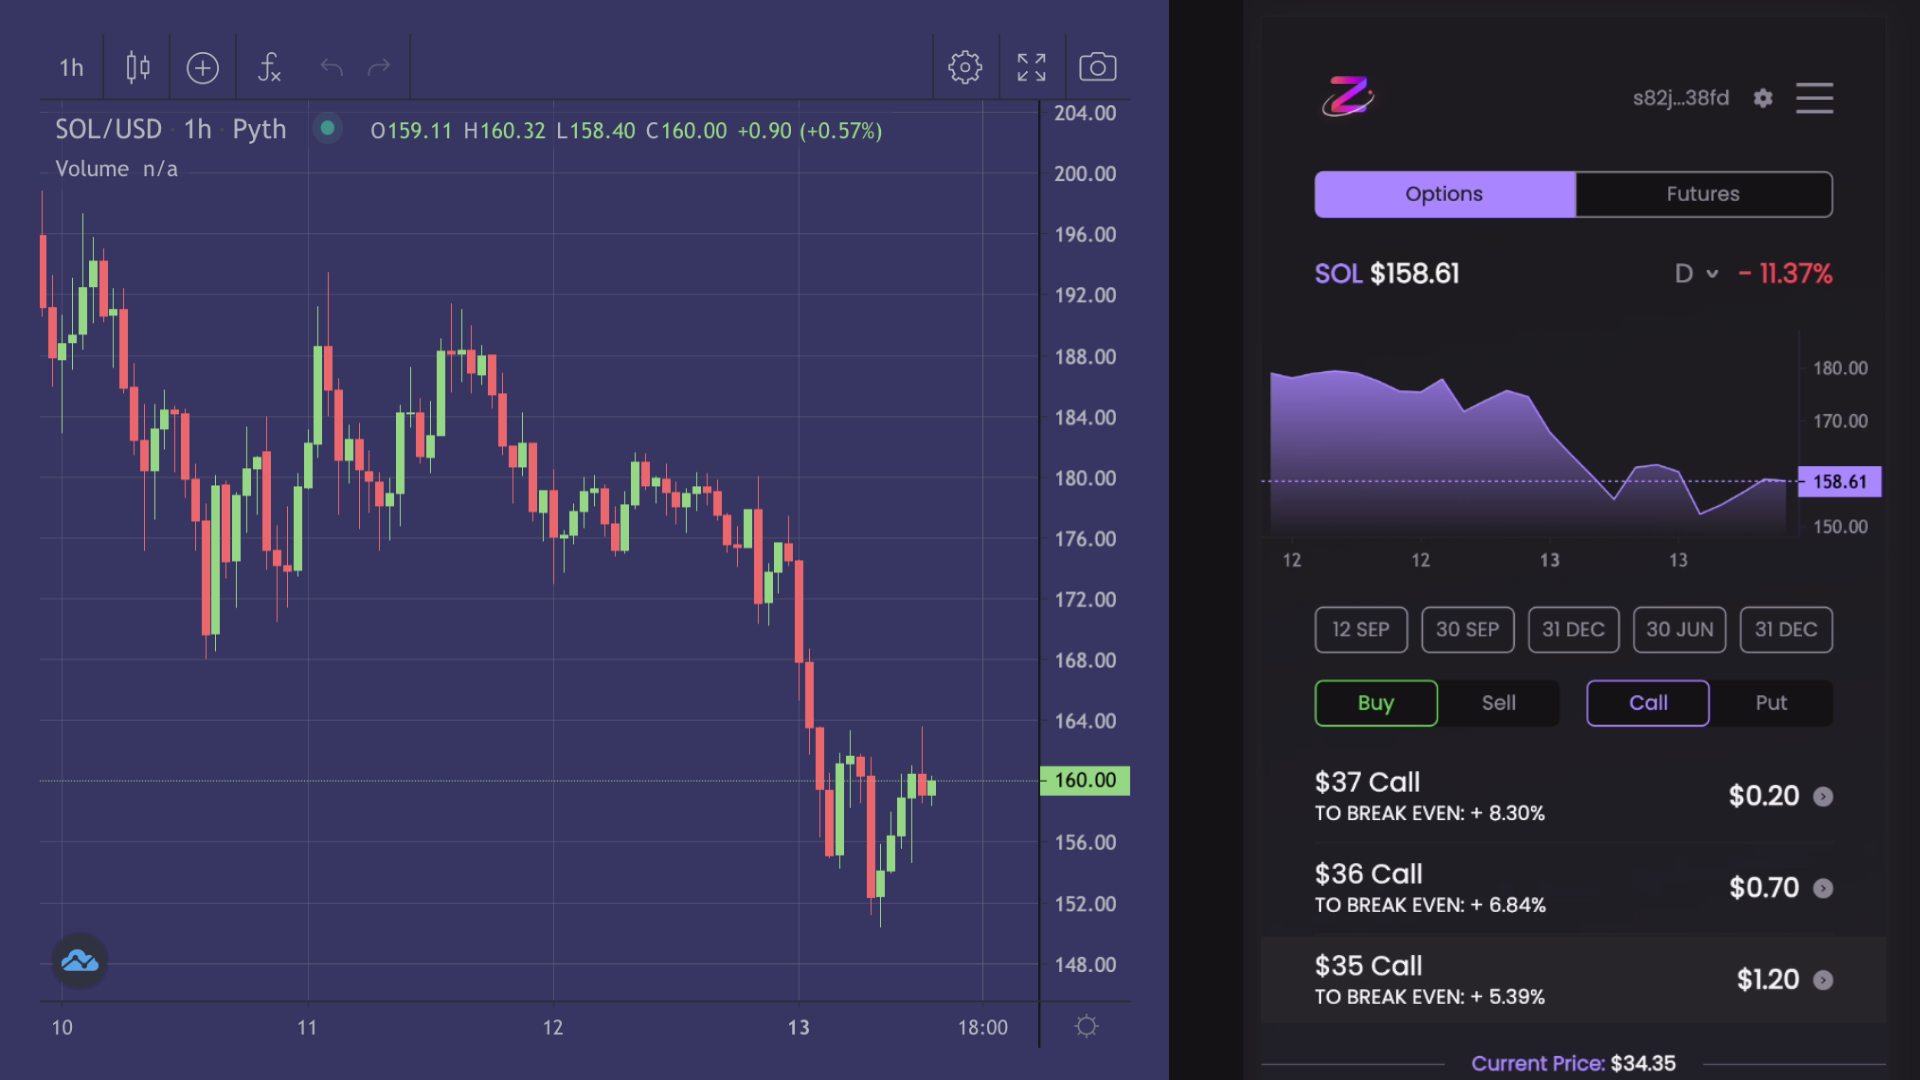 1h
SOL/USD · 1h · Pyth O159.11 H160.32 L158.40 C160.00 +0.90 (+0.57%)
Volume n/a
204.00
200.00
196.00
192.00
188.00
184.00
180.00
176.00
172.00
168.00
164.00
160.00
156.00
152.00
148.00
10 11 12 13 18:00
s82j...38fd
Options Futures
SOL $158.61 D - 11.37%
180.00
170.00
158.61
150.00
12 12 13 13
12 SEP 30 SEP 31 DEC 30 JUN 31 DEC
Buy Sell Call Put
$37 Call $0.20
TO BREAK EVEN: + 8.30%
$36 Call $0.70
TO BREAK EVEN: + 6.84%
$35 Call $1.20
TO BREAK EVEN: + 5.39%
Current Price: $34.35